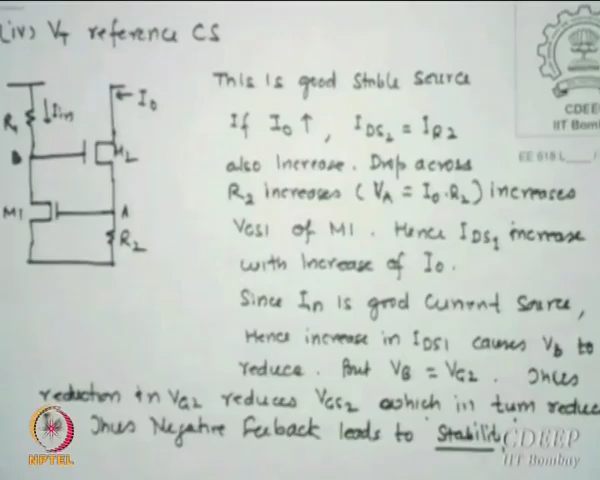 (iv) VT reference CS
This is good stable source
If I0 ↑, IDS2 = IR2
also increase. Drop across
R2 increases (VA = I0·R2) increases
VGS1 of M1. Hence IDS1 increase
with increase of I0.
Since In is good current source,
Hence increase in IDS1 causes VB to
reduce. But VB = VG2. Thus
reduction in VG2 reduces VGS2 which in turn reduce
Thus Negative Feeback leads to Stability
R1
Iin
I0
B
M2
M1
A
R2
CDEEP
IIT Bom
EE 618 L___/
NPTEL
CDEEP
IIT Bombay